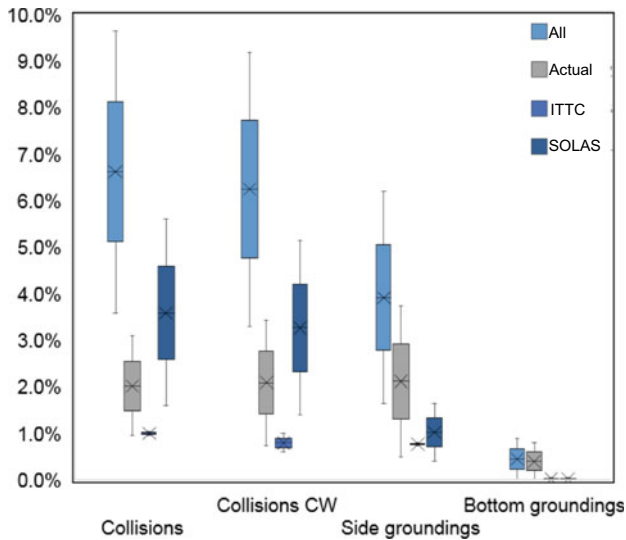 10.0%
9.0%
8.0%
7.0%
6.0%
5.0%
4.0%
3.0%
2.0%
1.0%
0.0%
All
Actual
ITTC
SOLAS
Collisions CW
Bottom groundings
Collisions
Side groundings